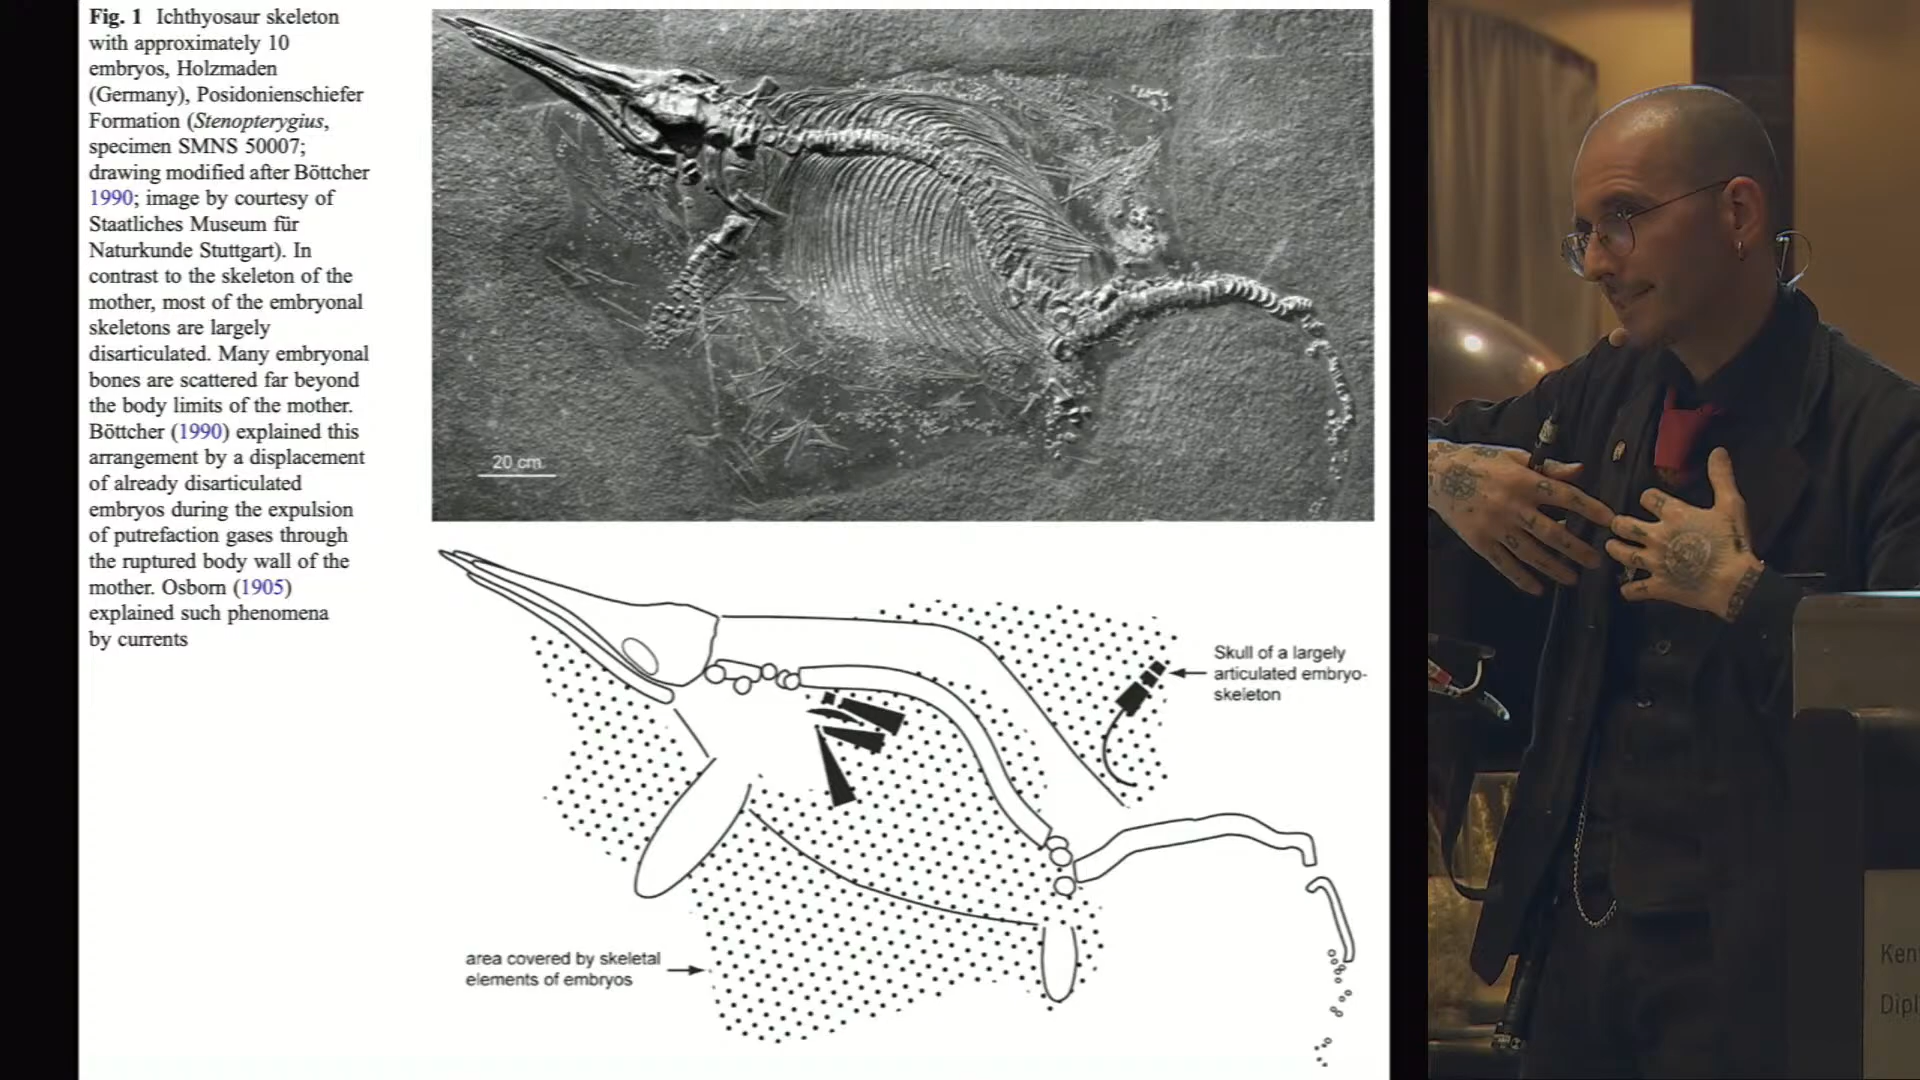 Fig. 1 Ichthyosaur skeleton
with approximately 10
embryos, Holzmaden
(Germany), Posidonienschiefer
Formation (Stenopterygius,
specimen SMNS 50007;
drawing modified after Böttcher
1990; image by courtesy of
Staatliches Museum für
Naturkunde Stuttgart). In
contrast to the skeleton of the
mother, most of the embryonal
skeletons are largely
disarticulated. Many embryonal
bones are scattered far beyond
the body limits of the mother.
Böttcher (1990) explained this
arrangement by a displacement
of already disarticulated
embryos during the expulsion
of putrefaction gases through
the ruptured body wall of the
mother. Osborn (1905)
explained such phenomena
by currents
20 cm
Skull of a largely
articulated embryo-
skeleton
area covered by skeletal
elements of embryos
Ken
Dipl